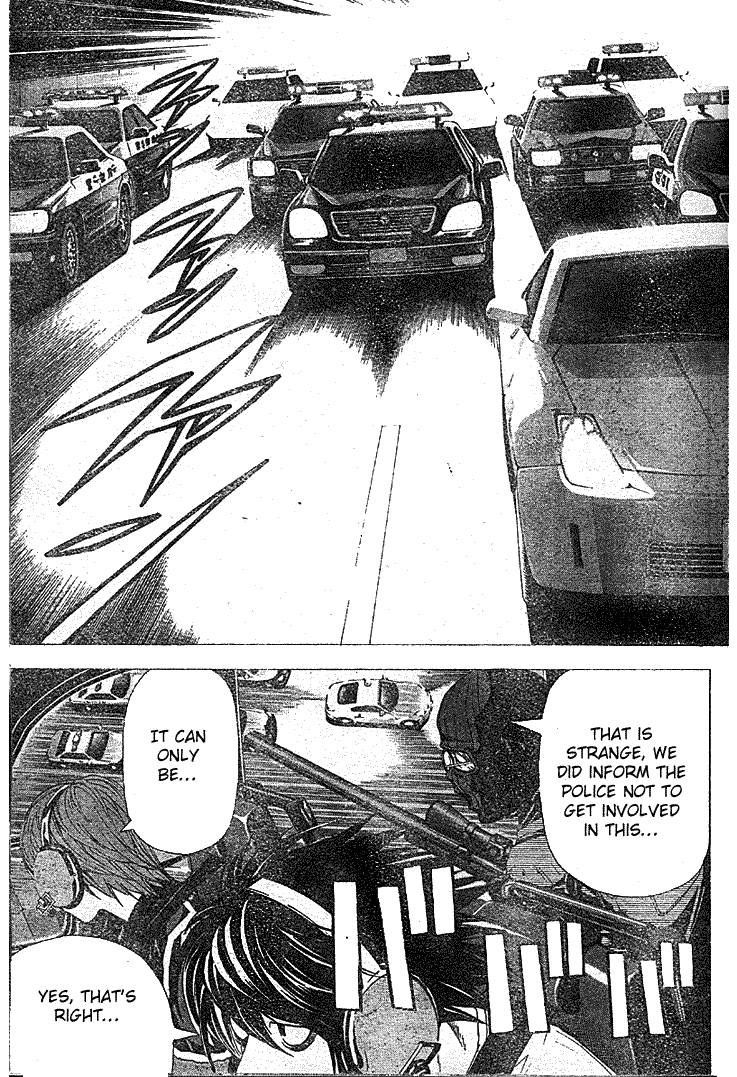 THAT IS
STRANGE, WE
DID INFORM THE
POLICE NOT TO
GET INVOLVED
IN THIS...
IT CAN
ONLY
BE...
YES, THAT'S
RIGHT...